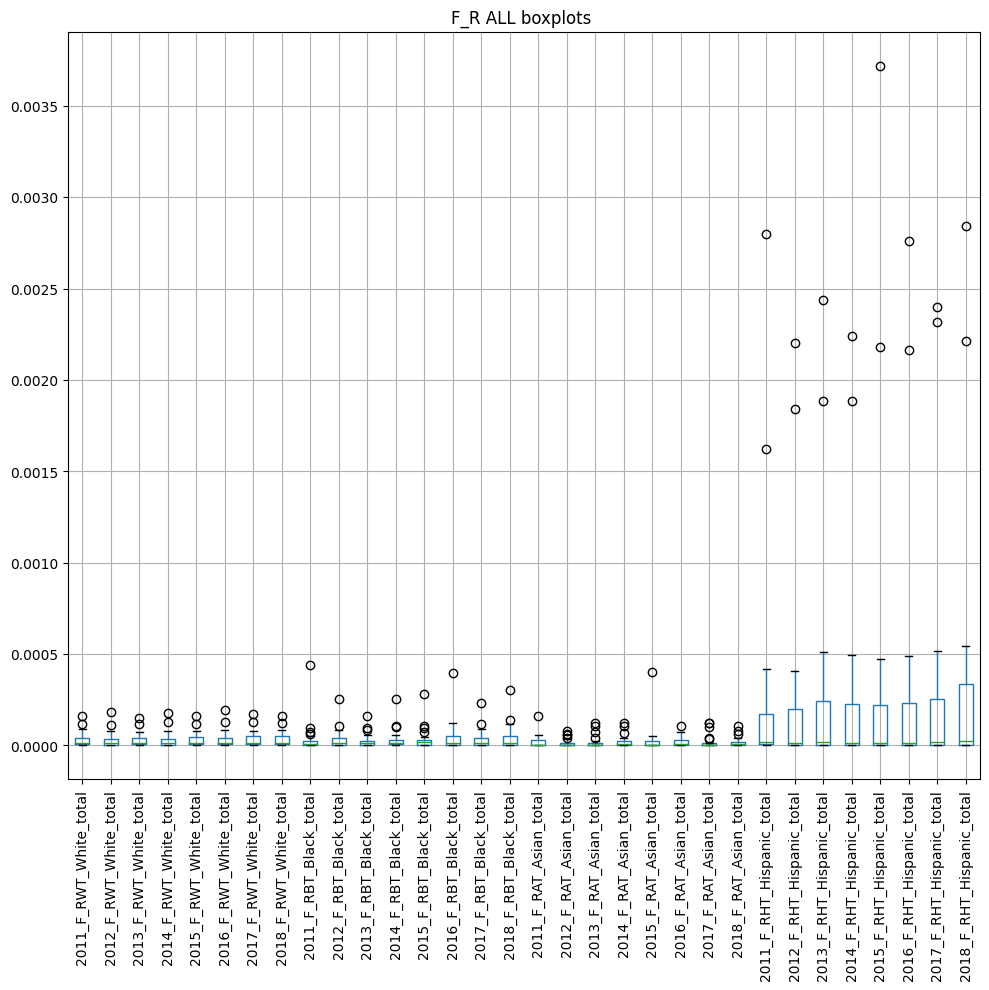 F_R ALL boxplots
0.0035
0.0030
0.0025
0.0020
0.0015
0.0010
0.0005
0.0000
2011_F_RWT_White_total
2012_F_RWT_White_total
2013_F_RWT_White_total
2014_F_RWT_White_total
2015_F_RWT_White_total
2016_F_RWT_White_total
2017_F_RWT_White_total
2018_F_RWT_White_total
2011_F_RBT_Black_total
2012_F_RBT_Black_total
2013_F_RBT_Black_total
2014_F_RBT_Black_total
2015_F_RBT_Black_total
2016_F_RBT_Black_total
2017_F_RBT_Black_total
2018_F_RBT_Black_total
2011_F_RAT_Asian_total
2012_F_RAT_Asian_total
2013_F_RAT_Asian_total
2014_F_RAT_Asian_total
2015_F_RAT_Asian_total
2016_F_RAT_Asian_total
2017_F_RAT_Asian_total
2018_F_RAT_Asian_total
2011_F_RHT_Hispanic_total
2012_F_RHT_Hispanic_total
2013_F_RHT_Hispanic_total
2014_F_RHT_Hispanic_total
2015_F_RHT_Hispanic_total
2016_F_RHT_Hispanic_total
2017_F_RHT_Hispanic_total
2018_F_RHT_Hispanic_total